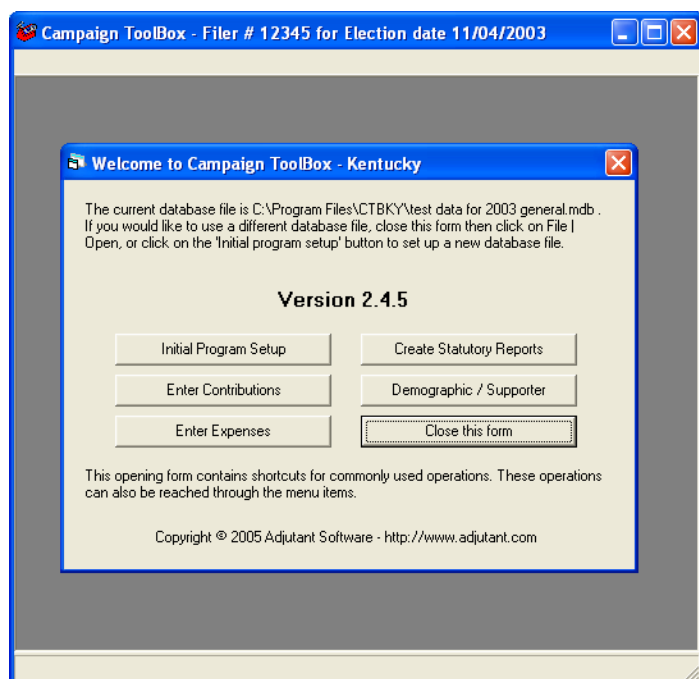 Campaign ToolBox - Filer # 12345 for Election date 11/04/2003
Welcome to Campaign ToolBox - Kentucky
The current database file is C:\Program Files\CTBKY\test data for 2003 general.mdb .
If you would like to use a different database file, close this form then click on File |
Open, or click on the 'Initial program setup' button to set up a new database file.
Version 2.4.5
Initial Program Setup
Create Statutory Reports
Enter Contributions
Demographic / Supporter
Enter Expenses
Close this form
This opening form contains shortcuts for commonly used operations. These operations
can also be reached through the menu items.
Copyright © 2005 Adjutant Software - http://www.adjutant.com